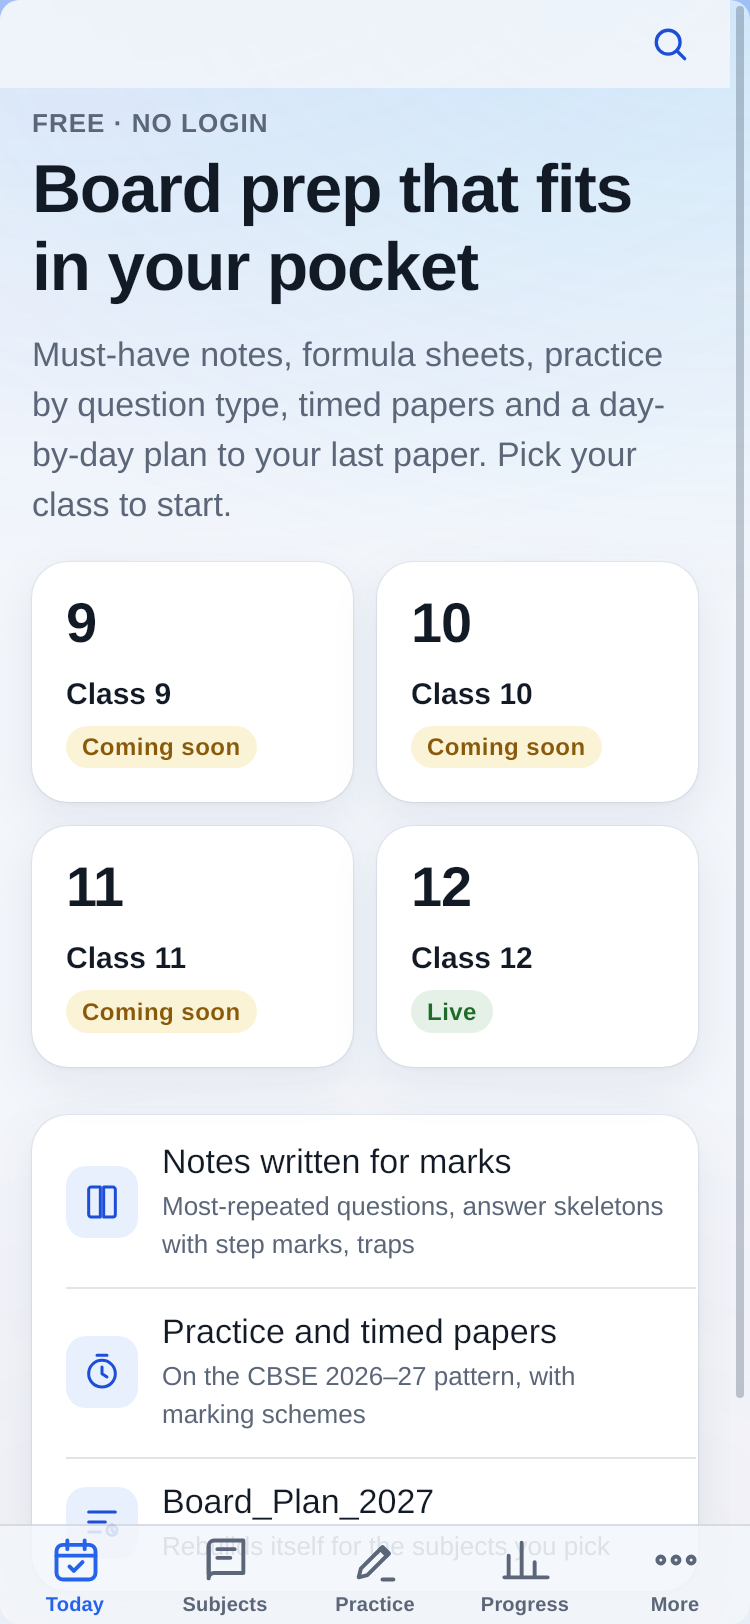 FREE · NO LOGIN
Board prep that fits
in your pocket
Must-have notes, formula sheets, practice
by question type, timed papers and a day-
by-day plan to your last paper. Pick your
class to start.
9
Class 9
Coming soon
10
Class 10
Coming soon
11
Class 11
Coming soon
12
Class 12
Live
Notes written for marks
Most-repeated questions, answer skeletons
with step marks, traps
Practice and timed papers
On the CBSE 2026–27 pattern, with
marking schemes
Board_Plan_2027
Rebuilds itself for the subjects you pick
Today
Subjects
Practice
Progress
More